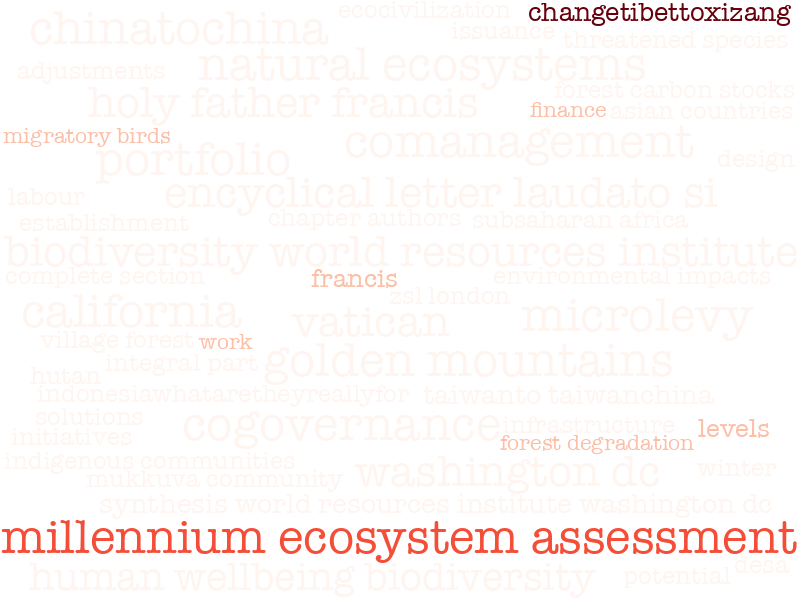 ecocivilization changetibettoxizang
chinatochina issuance
threatened species
natural ecosystems
adjustments
forest carbon stocks
holy father francis finance asian countries
migratory birds comanagement
portfolio design
labour encyclical letter laudato si
establishment chapter authors subsaharan africa
biodiversity world resources institute
complete section francis environmental impacts
zsl london
california vatican microlevy
village forest work
integral part golden mountains
hutan
indonesiawhataretheyreallyfor taiwanto taiwanchina
solutions cogovernance infrastructure levels
initiatives forest degradation
indigenous communities washington dc winter
mukkuva community
synthesis world resources institute washington dc
millennium ecosystem assessment
human wellbeing biodiversity potential desa